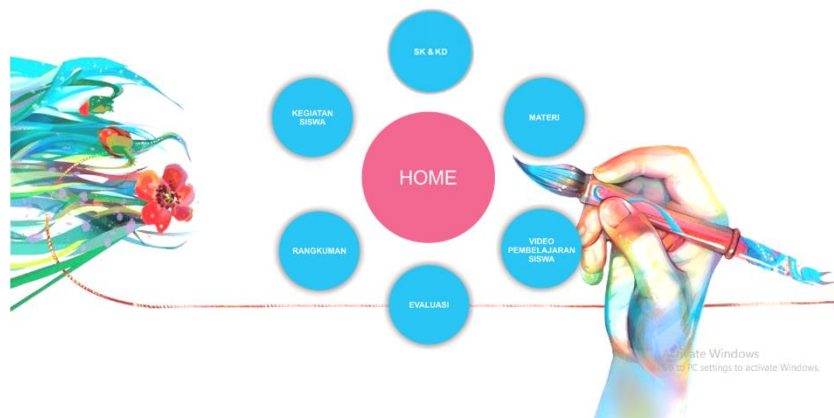 SK & KD
KEGIATAN
SISWA
MATERI
HOME
RANGKUMAN
VIDEO
PEMBELAJARAN
SISWA
EVALUASI
Activate Windows
Go to PC settings to activate Windows.